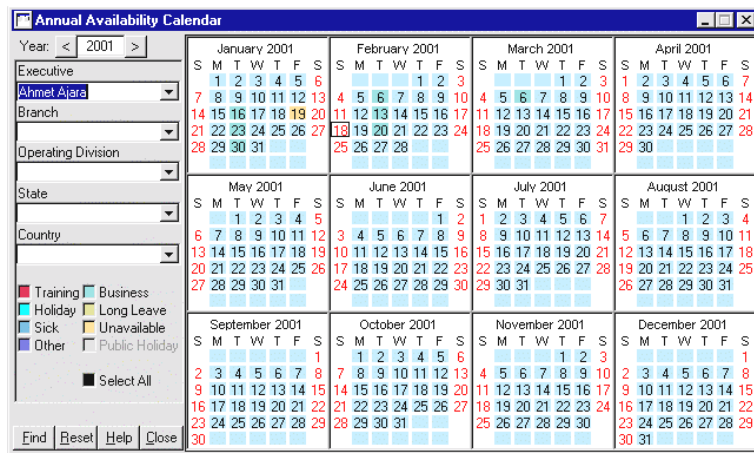 Annual Availability Calendar
Year: < 2001 >
Executive
Ahmet Ajara
Branch
Operating Division
State
Country
Training Business
Holiday Long Leave
Sick Unavailable
Other Public Holiday
Select All
Find Reset Help Close
January 2001
S M T W T F S
1 2 3 4 5 6
7 8 9 10 11 12 13
14 15 16 17 18 19 20
21 22 23 24 25 26 27
28 29 30 31
February 2001
S M T W T F S
1 2 3
4 5 6 7 8 9 10
11 12 13 14 15 16 17
18 19 20 21 22 23 24
25 26 27 28
March 2001
S M T W T F S
1 2 3
4 5 6 7 8 9 10
11 12 13 14 15 16 17
18 19 20 21 22 23 24
25 26 27 28 29 30 31
April 2001
S M T W T F S
1 2 3 4 5 6 7
8 9 10 11 12 13 14
15 16 17 18 19 20 21
22 23 24 25 26 27 28
29 30
May 2001
S M T W T F S
1 2 3 4 5
6 7 8 9 10 11 12
13 14 15 16 17 18 19
20 21 22 23 24 25 26
27 28 29 30 31
June 2001
S M T W T F S
1 2
3 4 5 6 7 8 9
10 11 12 13 14 15 16
17 18 19 20 21 22 23
24 25 26 27 28 29 30
July 2001
S M T W T F S
1 2 3 4 5 6 7
8 9 10 11 12 13 14
15 16 17 18 19 20 21
22 23 24 25 26 27 28
29 30 31
August 2001
S M T W T F S
1 2 3 4
5 6 7 8 9 10 11
12 13 14 15 16 17 18
19 20 21 22 23 24 25
26 27 28 29 30 31
September 2001
S M T W T F S
1
2 3 4 5 6 7 8
9 10 11 12 13 14 15
16 17 18 19 20 21 22
23 24 25 26 27 28 29
30
October 2001
S M T W T F S
1 2 3 4 5 6
7 8 9 10 11 12 13
14 15 16 17 18 19 20
21 22 23 24 25 26 27
28 29 30 31
November 2001
S M T W T F S
1 2 3
4 5 6 7 8 9 10
11 12 13 14 15 16 17
18 19 20 21 22 23 24
25 26 27 28 29 30
December 2001
S M T W T F S
1
2 3 4 5 6 7 8
9 10 11 12 13 14 15
16 17 18 19 20 21 22
23 24 25 26 27 28 29
30 31